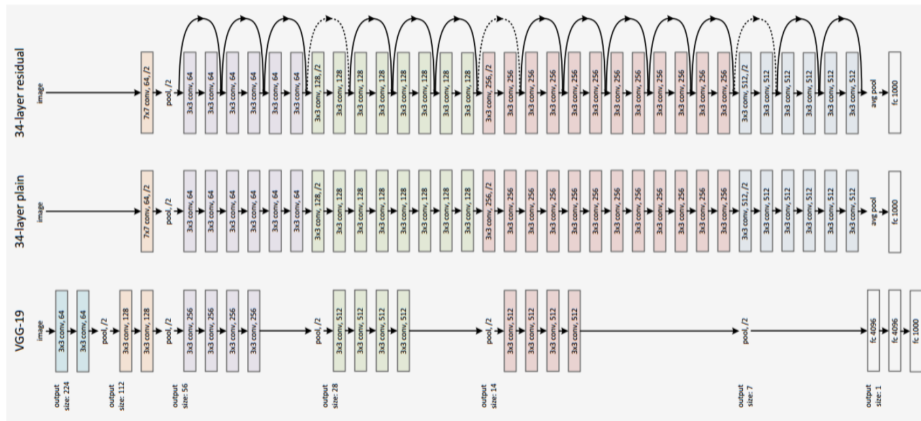 34-layer residual
image
7x7 conv, 64, /2
pool, /2
3x3 conv, 64
3x3 conv, 64
3x3 conv, 64
3x3 conv, 64
3x3 conv, 64
3x3 conv, 64
3x3 conv, 128, /2
3x3 conv, 128
3x3 conv, 128
3x3 conv, 128
3x3 conv, 128
3x3 conv, 128
3x3 conv, 128
3x3 conv, 128
3x3 conv, 256, /2
3x3 conv, 256
3x3 conv, 256
3x3 conv, 256
3x3 conv, 256
3x3 conv, 256
3x3 conv, 256
3x3 conv, 256
3x3 conv, 256
3x3 conv, 256
3x3 conv, 256
3x3 conv, 256
3x3 conv, 512, /2
3x3 conv, 512
3x3 conv, 512
3x3 conv, 512
3x3 conv, 512
3x3 conv, 512
avg pool
fc 1000
34-layer plain
image
7x7 conv, 64, /2
pool, /2
3x3 conv, 64
3x3 conv, 64
3x3 conv, 64
3x3 conv, 64
3x3 conv, 64
3x3 conv, 64
3x3 conv, 128, /2
3x3 conv, 128
3x3 conv, 128
3x3 conv, 128
3x3 conv, 128
3x3 conv, 128
3x3 conv, 128
3x3 conv, 128
3x3 conv, 256, /2
3x3 conv, 256
3x3 conv, 256
3x3 conv, 256
3x3 conv, 256
3x3 conv, 256
3x3 conv, 256
3x3 conv, 256
3x3 conv, 256
3x3 conv, 256
3x3 conv, 256
3x3 conv, 256
3x3 conv, 512, /2
3x3 conv, 512
3x3 conv, 512
3x3 conv, 512
3x3 conv, 512
3x3 conv, 512
avg pool
fc 1000
VGG-19
image
3x3 conv, 64
3x3 conv, 64
pool, /2
3x3 conv, 128
3x3 conv, 128
pool, /2
3x3 conv, 256
3x3 conv, 256
3x3 conv, 256
3x3 conv, 256
pool, /2
3x3 conv, 512
3x3 conv, 512
3x3 conv, 512
3x3 conv, 512
pool, /2
3x3 conv, 512
3x3 conv, 512
3x3 conv, 512
3x3 conv, 512
pool, /2
fc 4096
fc 4096
fc 1000
output
size: 224
output
size: 112
output
size: 56
output
size: 28
output
size: 14
output
size: 7
output
size: 1